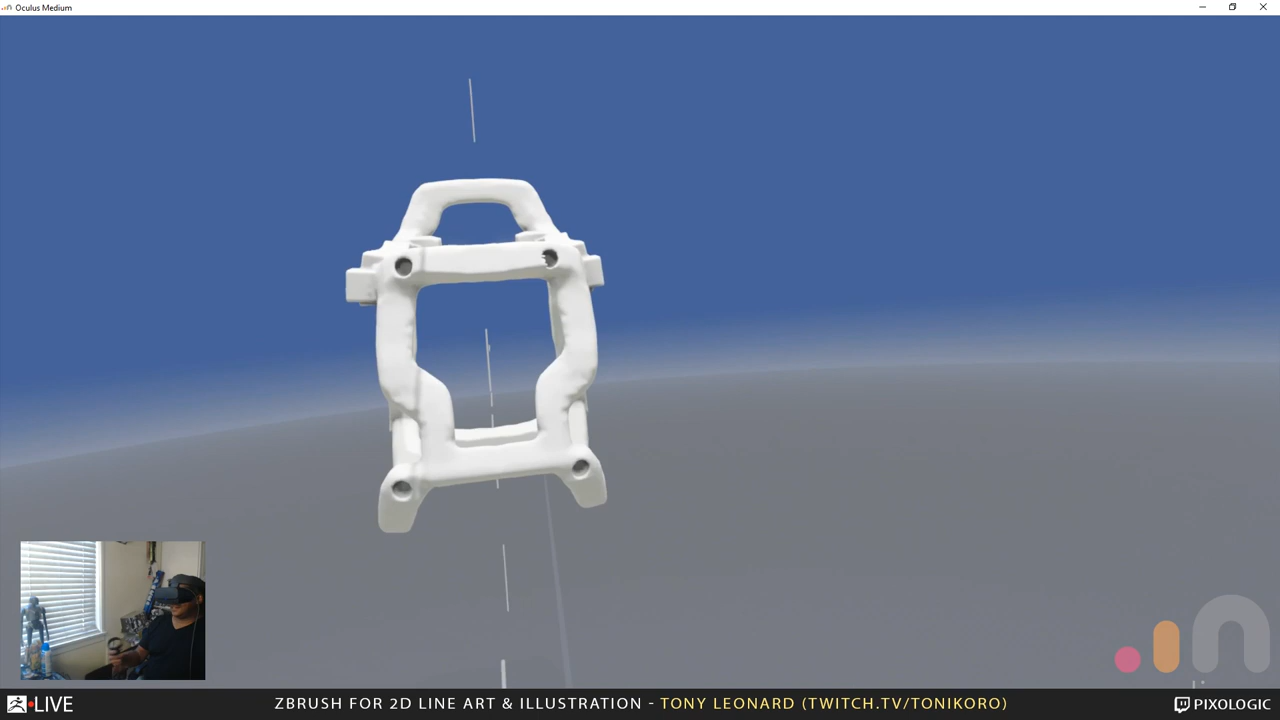 Oculus Medium
LIVE
ZBRUSH FOR 2D LINE ART & ILLUSTRATION - TONY LEONARD (TWITCH.TV/TONIKORO)
PIXOLOGIC